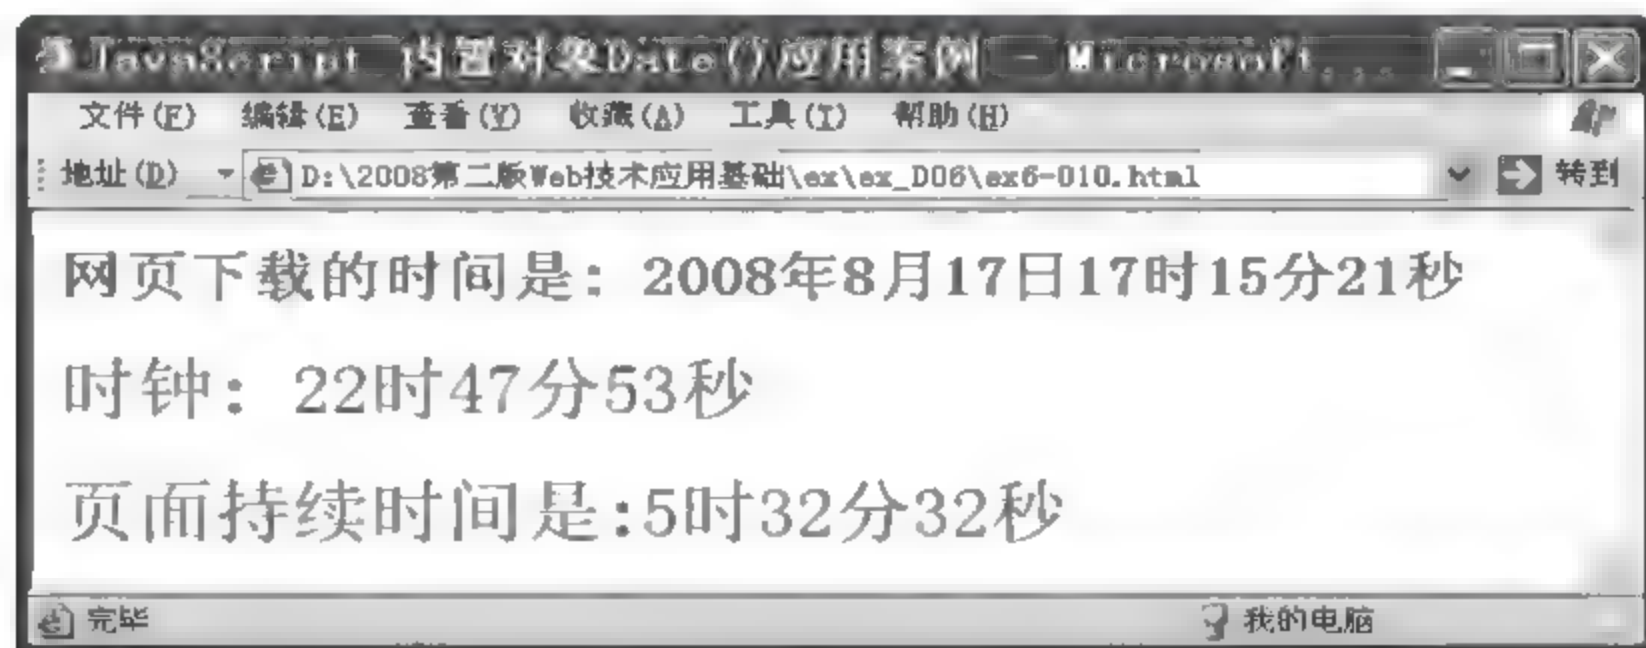 JavaScript 内置对象Date()应用案例 - Microsoft...
文件(F) 编辑(E) 查看(V) 收藏(A) 工具(T) 帮助(H)
地址(D) D:\2008第二版Web技术应用基础\ex\ex_D06\ex6-010.html 转到
网页下载的时间是: 2008年8月17日17时15分21秒
时钟: 22时47分53秒
页面持续时间是:5时32分32秒
完毕 我的电脑